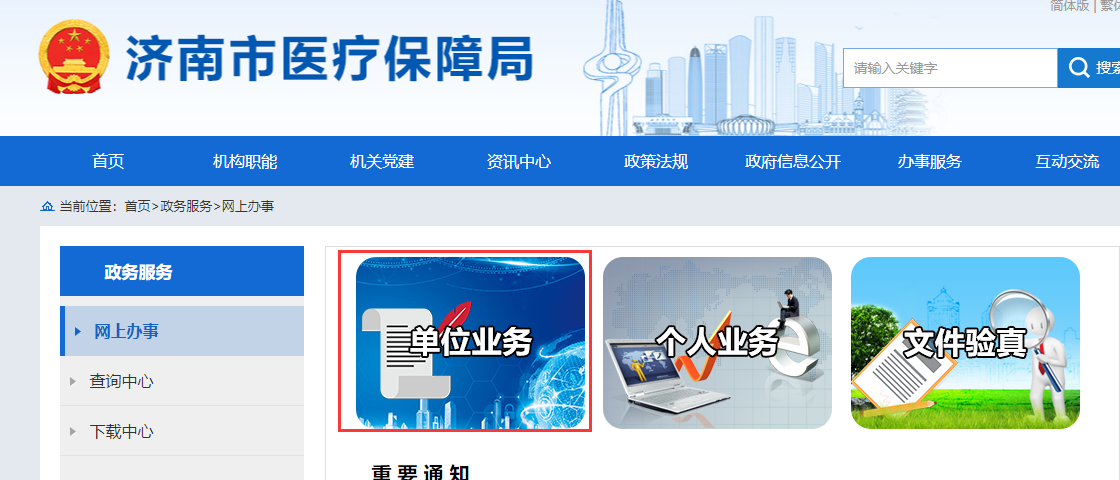 简体版 | 繁体
济南市医疗保障局
请输入关键字
搜索
首页 机构职能 机关党建 资讯中心 政策法规 政府信息公开 办事服务 互动交流
当前位置：首页>政务服务>网上办事
政务服务
网上办事
查询中心
下载中心
单位业务 个人业务 文件验真
重要通知